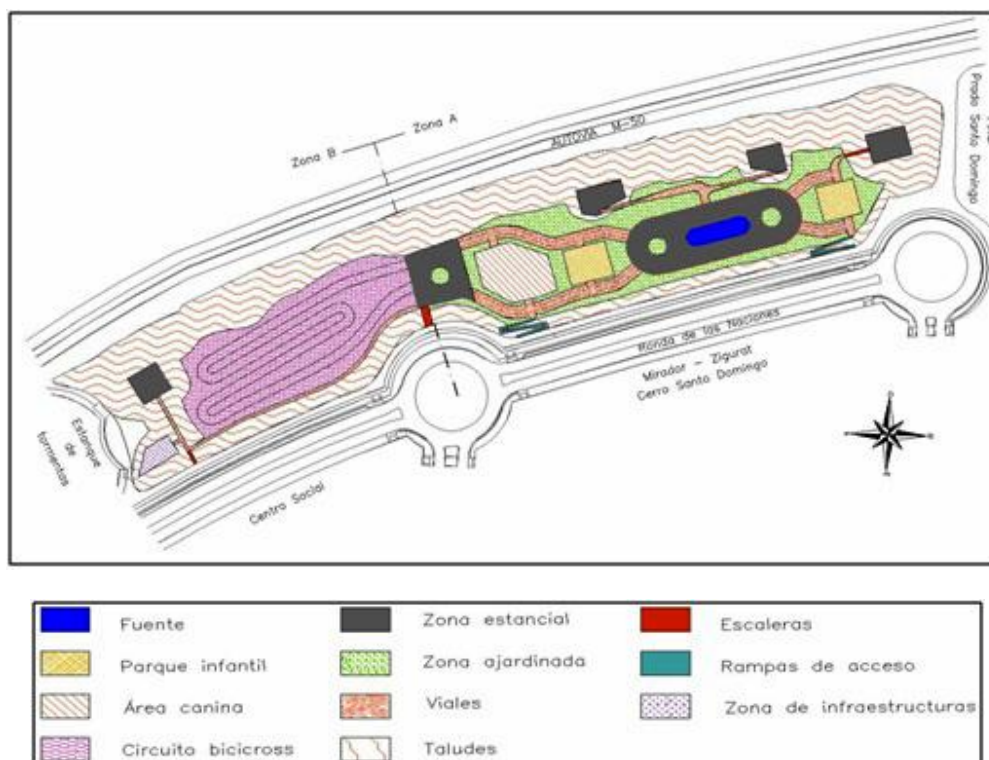 Zona A
Zona B
AUTOVIA M-50
Prado Santo Domingo
Ronda de las Naciones
Mirador - Zigurat
Cerro Santo Domingo
Estanque
de
tormentas
Centro Social
Fuente
Zona estancial
Escaleras
Parque infantil
Zona ajardinada
Rampas de acceso
Área canina
Viales
Zona de infraestructuras
Circuito bicicross
Taludes